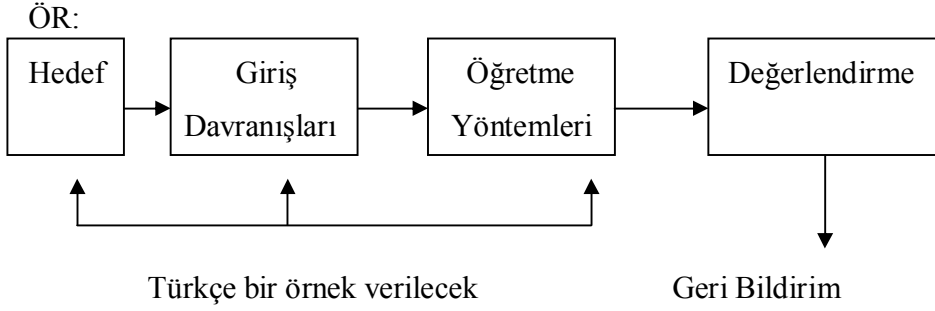 ÖR:
Hedef
Giriş
Davranışları
Öğretme
Yöntemleri
Değerlendirme
Türkçe bir örnek verilecek
Geri Bildirim